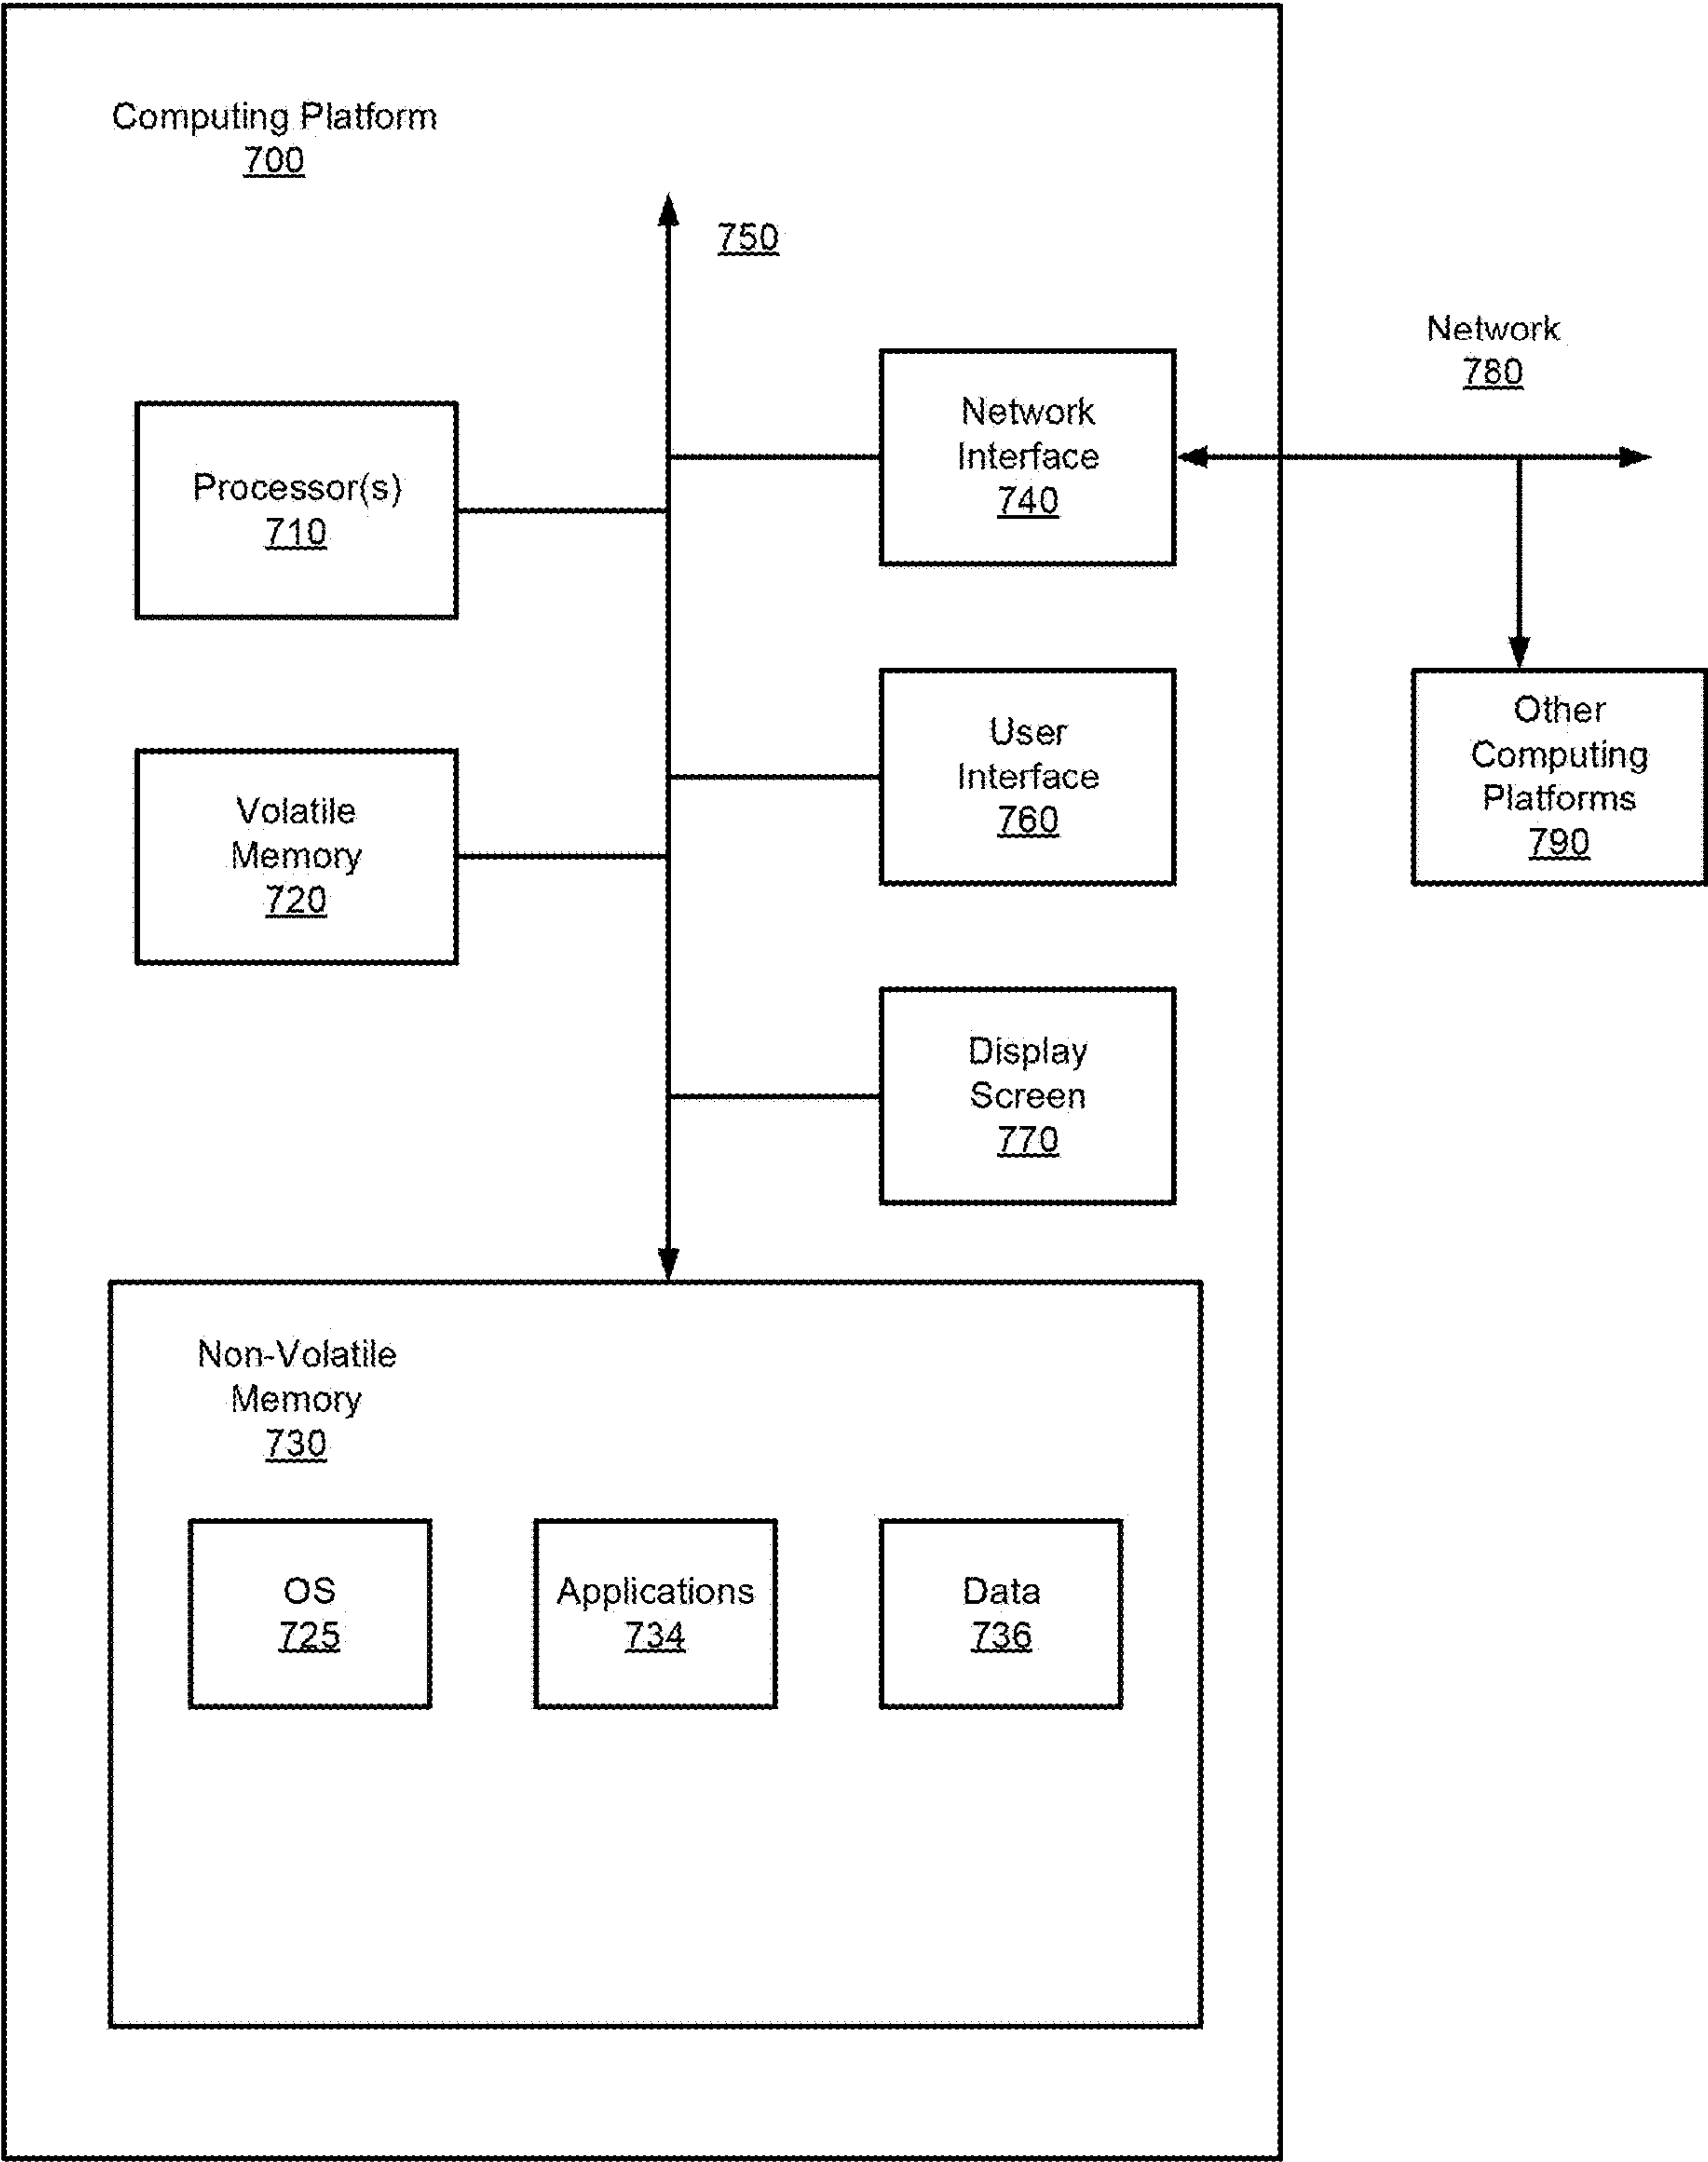 Computing Platform
700
750
Network
780
Network
Interface
740
Processor(s)
710
User
Interface
760
Other
Computing
Platforms
790
Volatile
Memory
720
Display
Screen
770
Non-Volatile
Memory
730
OS
725
Applications
734
Data
736